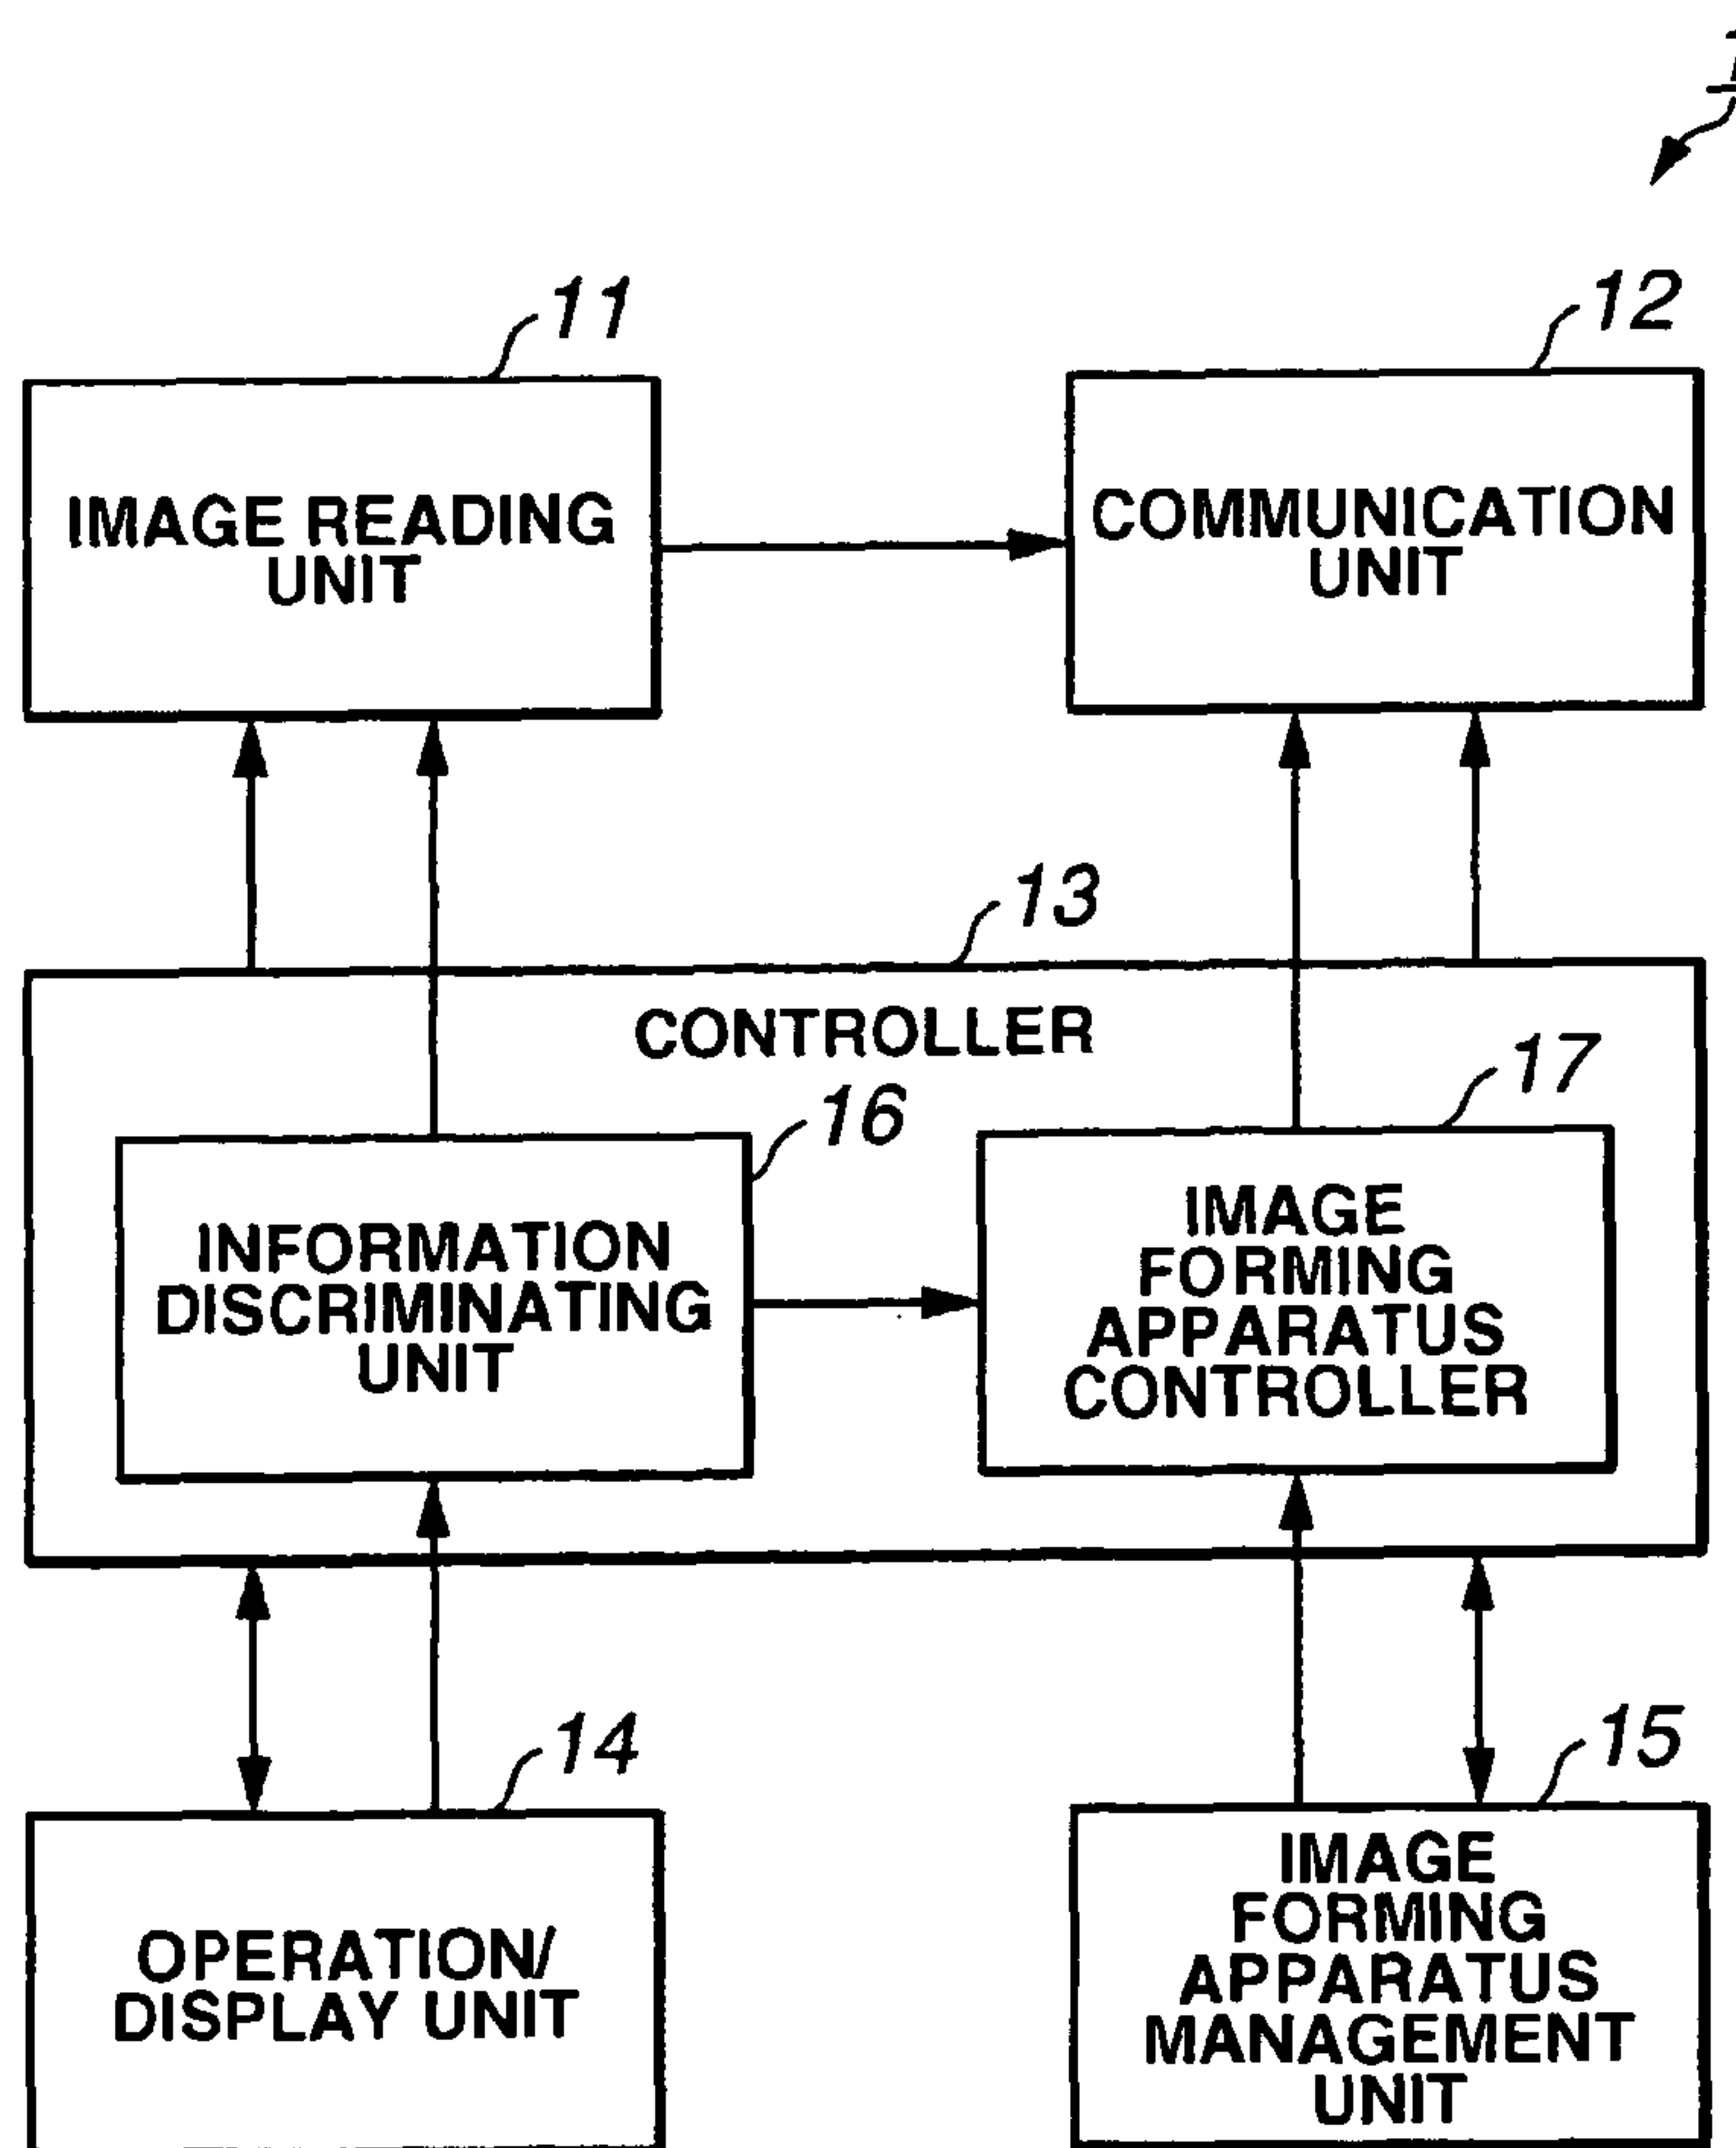 11
12
IMAGE READING
UNIT
COMMUNICATION
UNIT
13
CONTROLLER
16
17
INFORMATION
DISCRIMINATING
UNIT
IMAGE
FORMING
APPARATUS
CONTROLLER
14
15
OPERATION/
DISPLAY UNIT
IMAGE
FORMING
APPARATUS
MANAGEMENT
UNIT